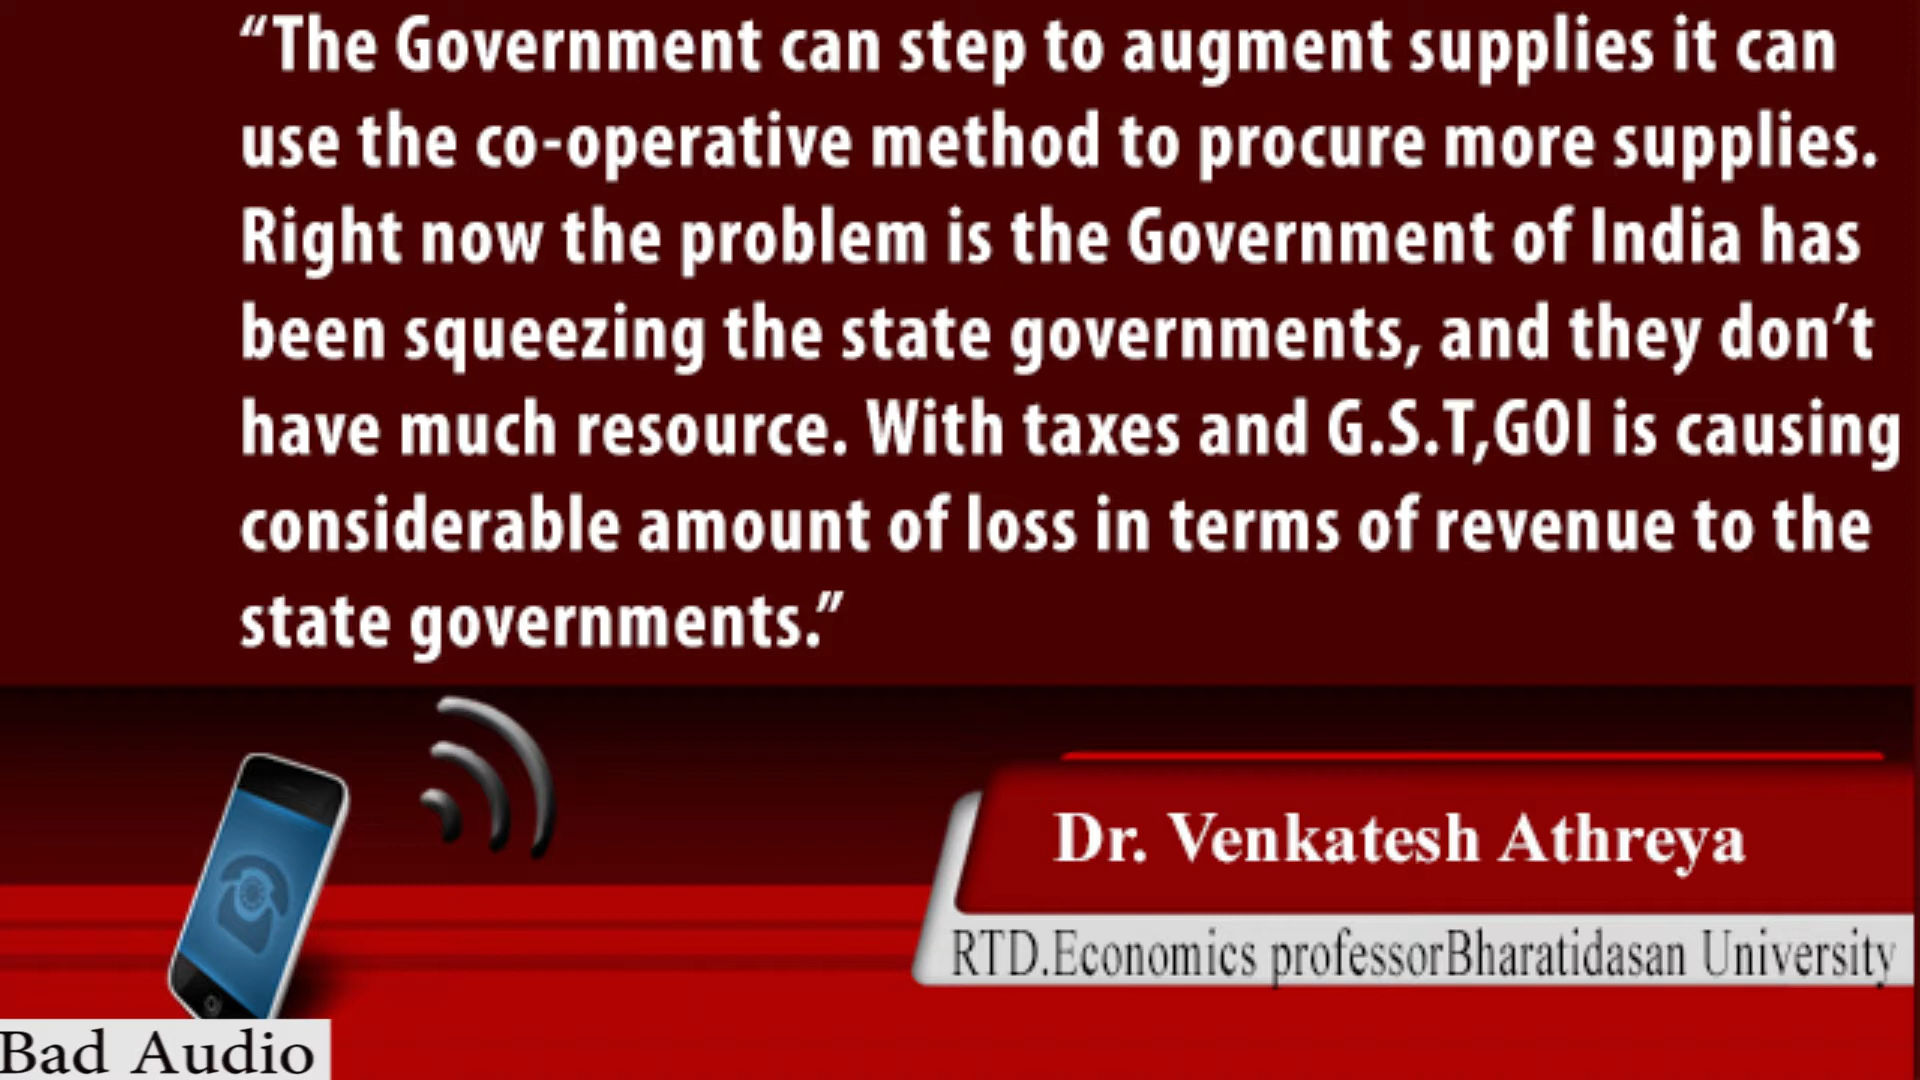 “The Government can step to augment supplies it can
use the co-operative method to procure more supplies.
Right now the problem is the Government of India has
been squeezing the state governments, and they don’t
have much resource. With taxes and G.S.T,GOI is causing
considerable amount of loss in terms of revenue to the
state governments.”
Dr. Venkatesh Athreya
RTD.Economics professorBharatidasan University
Bad Audio